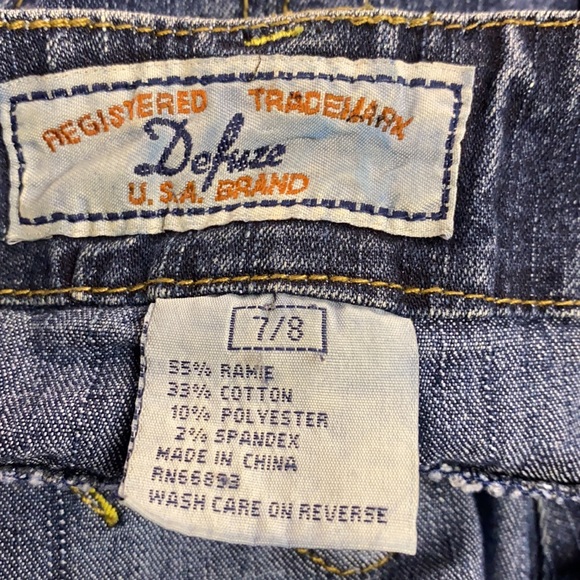 REGISTERED TRADEMARK
Defuze
U.S.A. BRAND
7/8
55% RAMIE
33% COTTON
10% POLYESTER
2% SPANDEX
MADE IN CHINA
RN66893
WASH CARE ON REVERSE